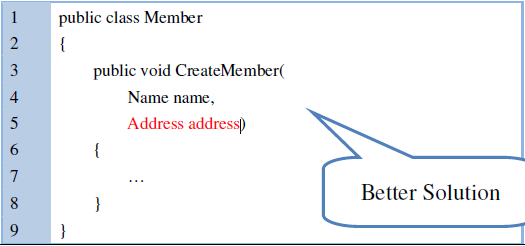 1 public class Member
2 {
3 public void CreateMember(
4 Name name,
5 Address address)
6 {
7 …
8 }
9 }
Better Solution